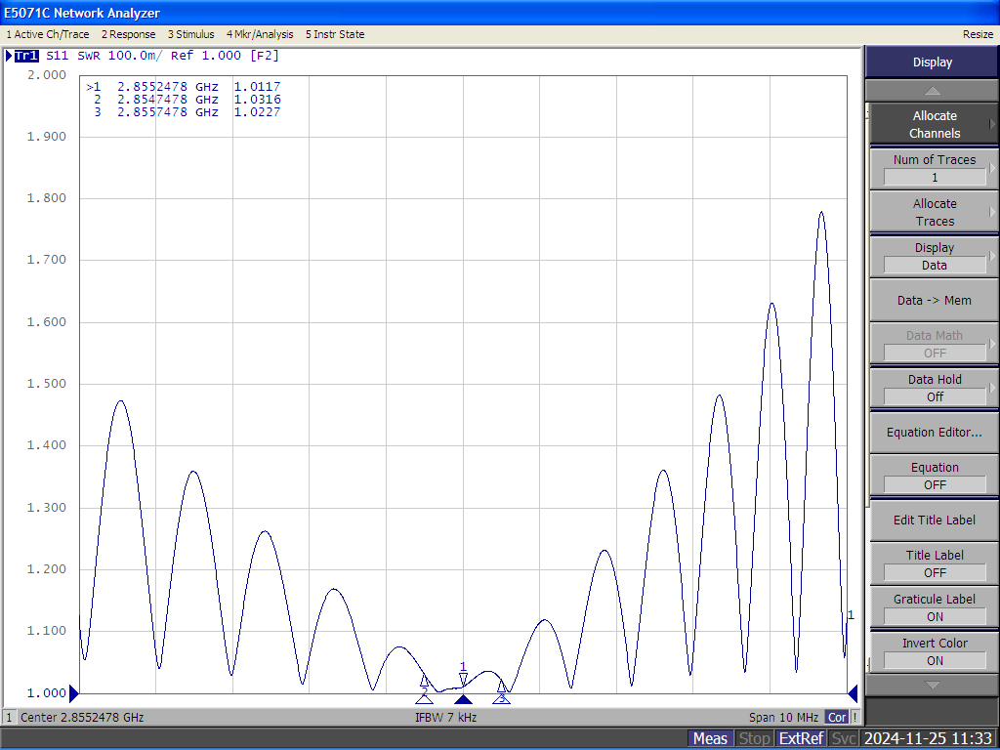 E5071C Network Analyzer
1 Active Ch/Trace 2 Response 3 Stimulus 4 Mkr/Analysis 5 Instr State Resize
Tr1 S11 SWR 100.0m/ Ref 1.000 [F2]
2.000
>1 2.8552478 GHz 1.0117
2 2.8547478 GHz 1.0316
3 2.8557478 GHz 1.0227
1.900
1.800
1.700
1.600
1.500
1.400
1.300
1.200
1.100
1.000
1
2
3
1
1 Center 2.8552478 GHz IFBW 7 kHz Span 10 MHz Cor !
Display
Allocate
Channels
Num of Traces
1
Allocate
Traces
Display
Data
Data -> Mem
Data Math
OFF
Data Hold
Off
Equation Editor...
Equation
OFF
Edit Title Label
Title Label
OFF
Graticule Label
ON
Invert Color
ON
Meas Stop ExtRef Svc 2024-11-25 11:33